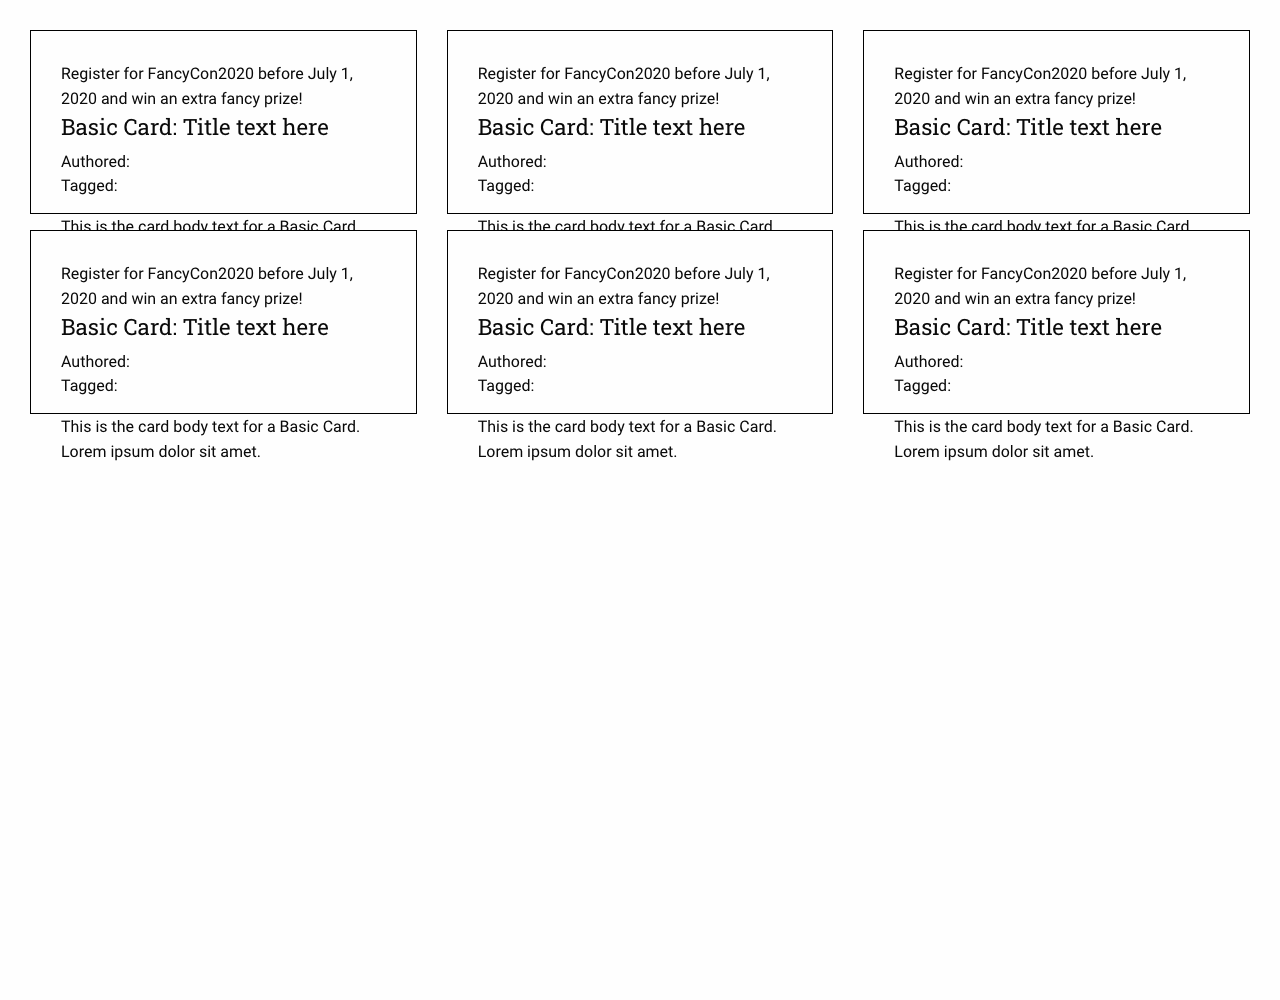 Register for FancyCon2020 before July 1,
2020 and win an extra fancy prize!
Basic Card: Title text here
Authored:
Tagged:
This is the card body text for a Basic Card.
Register for FancyCon2020 before July 1,
2020 and win an extra fancy prize!
Basic Card: Title text here
Authored:
Tagged:
This is the card body text for a Basic Card.
Register for FancyCon2020 before July 1,
2020 and win an extra fancy prize!
Basic Card: Title text here
Authored:
Tagged:
This is the card body text for a Basic Card.
Register for FancyCon2020 before July 1,
2020 and win an extra fancy prize!
Basic Card: Title text here
Authored:
Tagged:
This is the card body text for a Basic Card.
Lorem ipsum dolor sit amet.
Register for FancyCon2020 before July 1,
2020 and win an extra fancy prize!
Basic Card: Title text here
Authored:
Tagged:
This is the card body text for a Basic Card.
Lorem ipsum dolor sit amet.
Register for FancyCon2020 before July 1,
2020 and win an extra fancy prize!
Basic Card: Title text here
Authored:
Tagged:
This is the card body text for a Basic Card.
Lorem ipsum dolor sit amet.